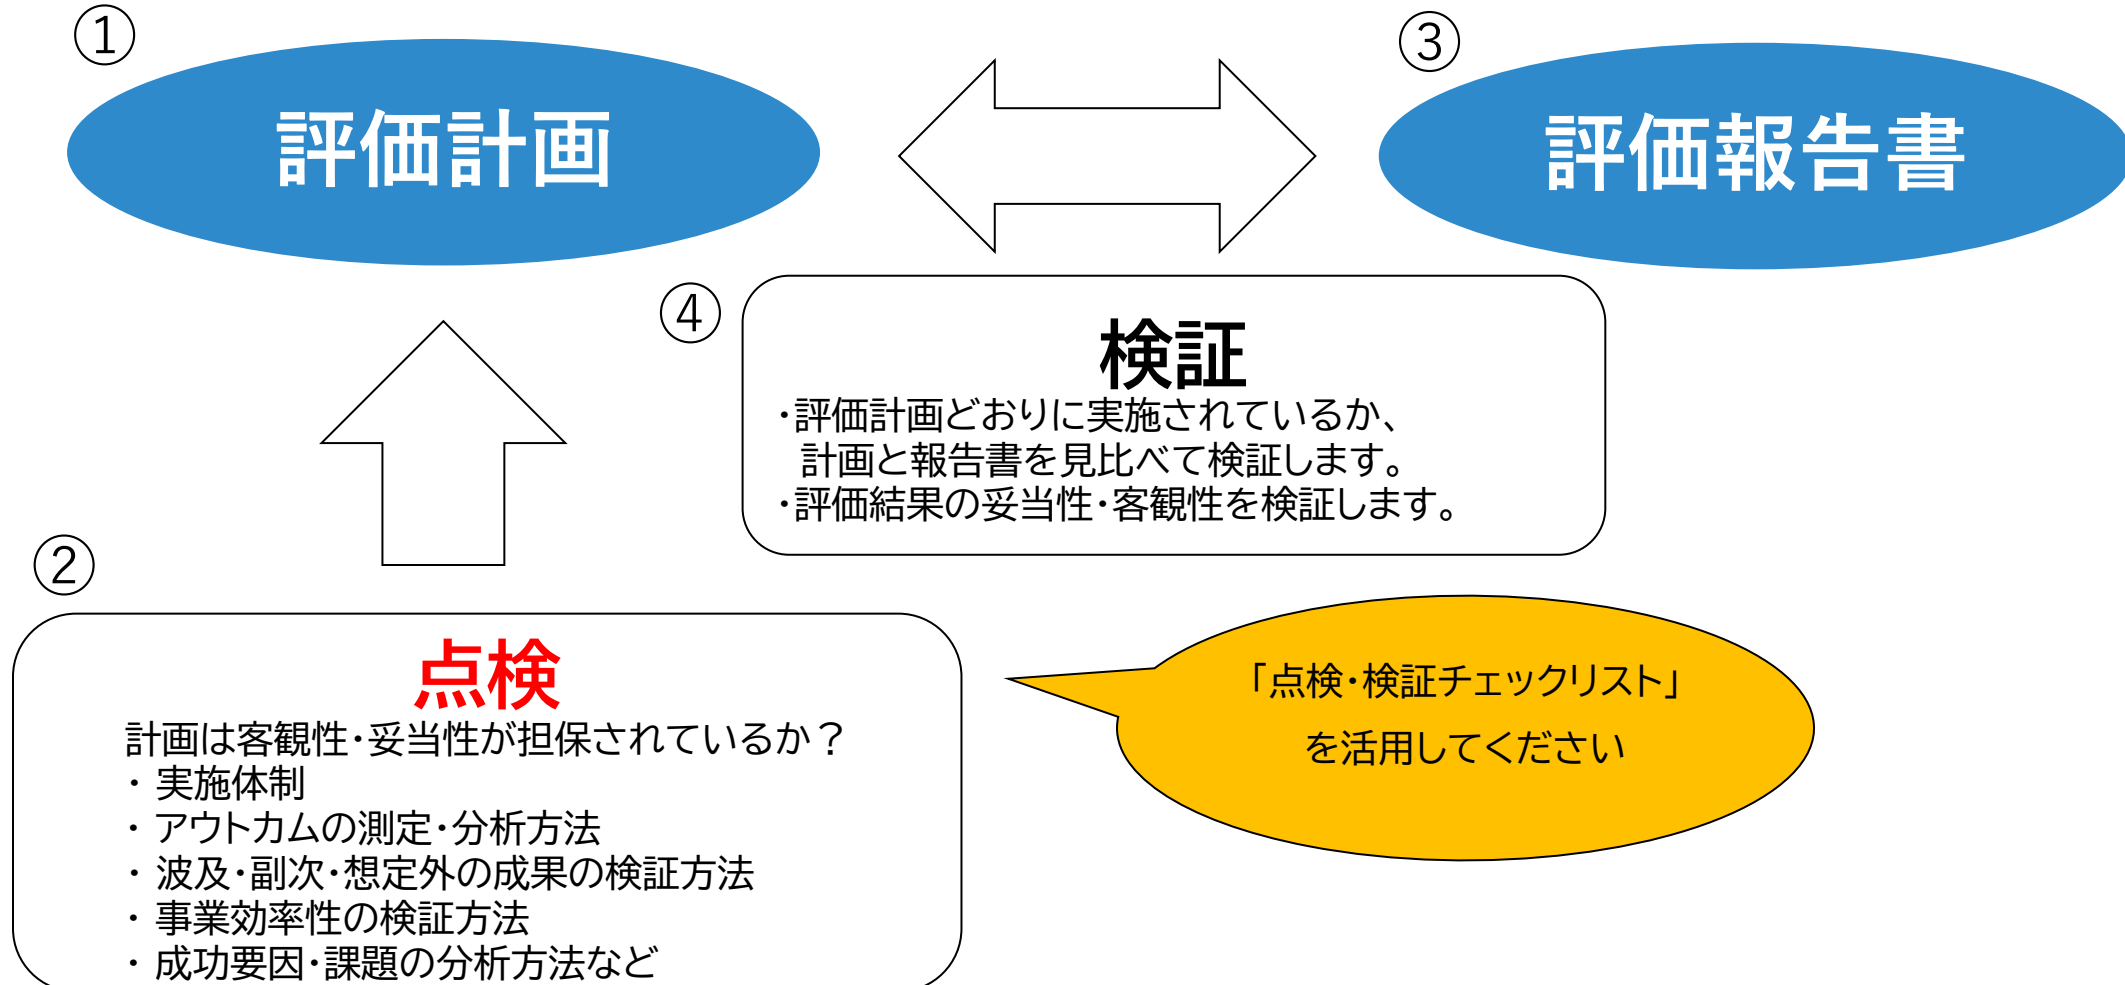 ①
評価計画
③
評価報告書
④
検証
・評価計画どおりに実施されているか、
計画と報告書を見比べて検証します。
・評価結果の妥当性・客観性を検証します。
②
点検
計画は客観性・妥当性が担保されているか？
・ 実施体制
・ アウトカムの測定・分析方法
・ 波及・副次・想定外の成果の検証方法
・ 事業効率性の検証方法
・ 成功要因・課題の分析方法など
「点検・検証チェックリスト」
を活用してください